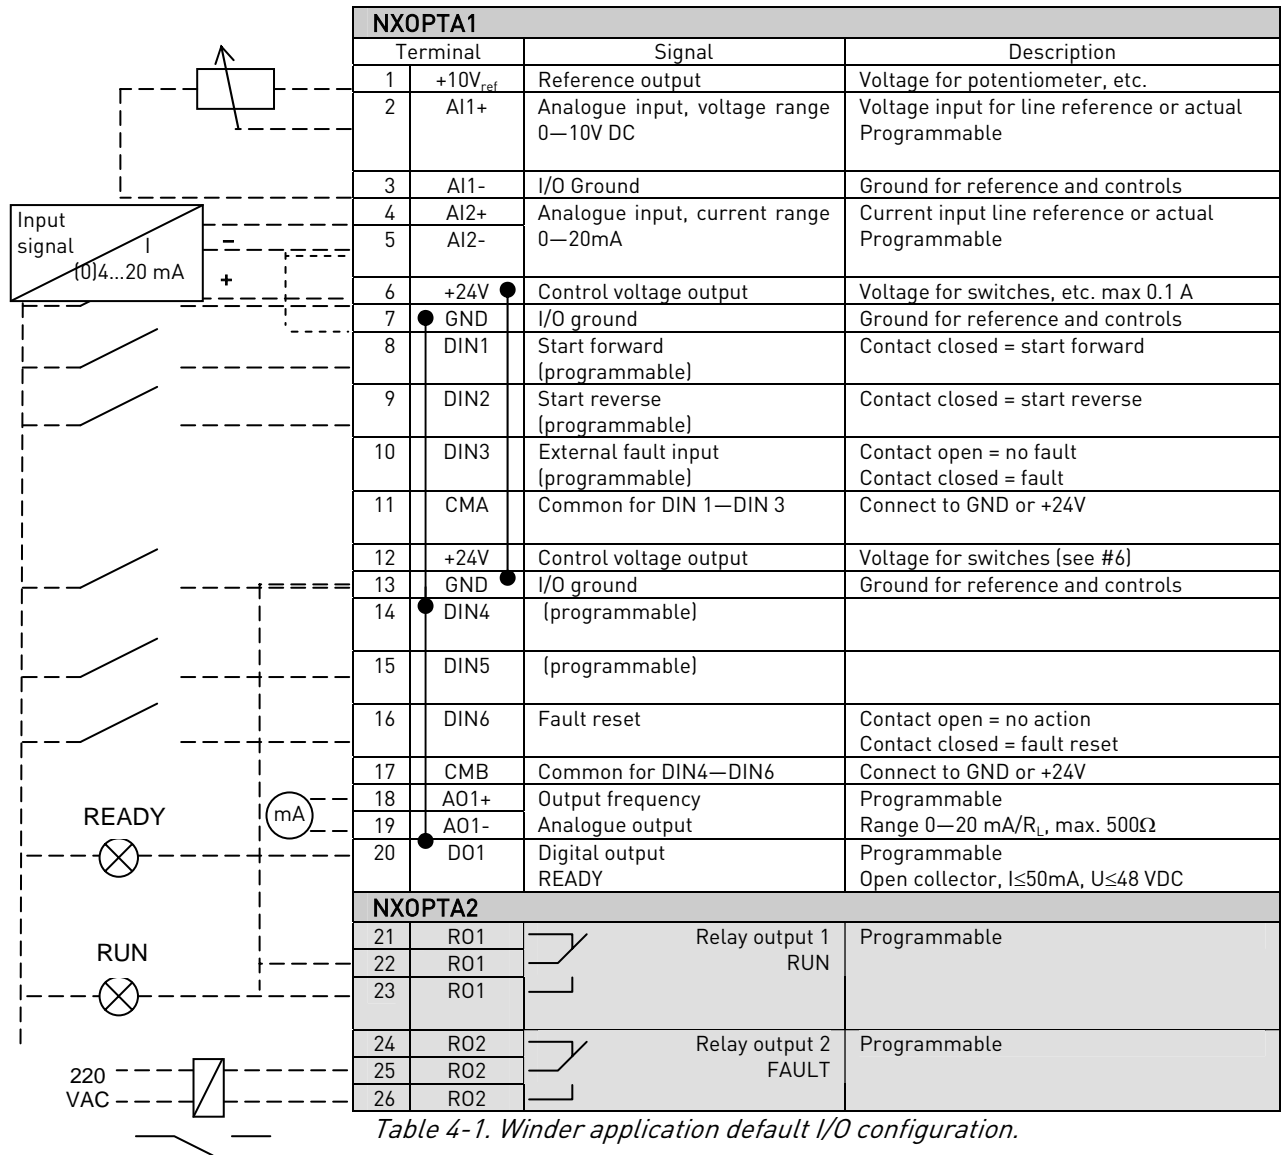 NXOPTA1
Terminal Signal Description
1 +10Vref Reference output Voltage for potentiometer, etc.
2 AI1+ Analogue input, voltage range Voltage input for line reference or actual
0—10V DC Programmable
3 AI1- I/O Ground Ground for reference and controls
Input
signal I
(0)4...20 mA
-
+
4 AI2+ Analogue input, current range Current input line reference or actual
5 AI2- 0—20mA Programmable
6 +24V Control voltage output Voltage for switches, etc. max 0.1 A
7 GND I/O ground Ground for reference and controls
8 DIN1 Start forward Contact closed = start forward
(programmable)
9 DIN2 Start reverse Contact closed = start reverse
(programmable)
10 DIN3 External fault input Contact open = no fault
(programmable) Contact closed = fault
11 CMA Common for DIN 1—DIN 3 Connect to GND or +24V
12 +24V Control voltage output Voltage for switches (see #6)
13 GND I/O ground Ground for reference and controls
14 DIN4 (programmable)
15 DIN5 (programmable)
16 DIN6 Fault reset Contact open = no action
Contact closed = fault reset
17 CMB Common for DIN4—DIN6 Connect to GND or +24V
18 AO1+ Output frequency Programmable
READY mA
19 AO1- Analogue output Range 0—20 mA/RL, max. 500Ω
20 DO1 Digital output Programmable
READY Open collector, I≤50mA, U≤48 VDC
NXOPTA2
21 RO1 Relay output 1 Programmable
RUN
22 RO1 RUN
23 RO1
24 RO2 Relay output 2 Programmable
220
VAC
25 RO2 FAULT
26 RO2
Table 4-1. Winder application default I/O configuration.